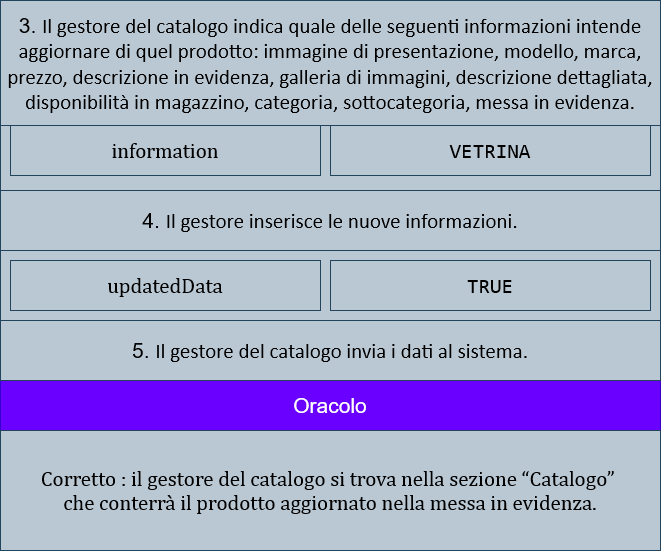 3. Il gestore del catalogo indica quale delle seguenti informazioni intende
aggiornare di quel prodotto: immagine di presentazione, modello, marca,
prezzo, descrizione in evidenza, galleria di immagini, descrizione dettagliata,
disponibilità in magazzino, categoria, sottocategoria, messa in evidenza.
information VETRINA
4. Il gestore inserisce le nuove informazioni.
updatedData TRUE
5. Il gestore del catalogo invia i dati al sistema.
Oracolo
Corretto : il gestore del catalogo si trova nella sezione “Catalogo”
che conterrà il prodotto aggiornato nella messa in evidenza.